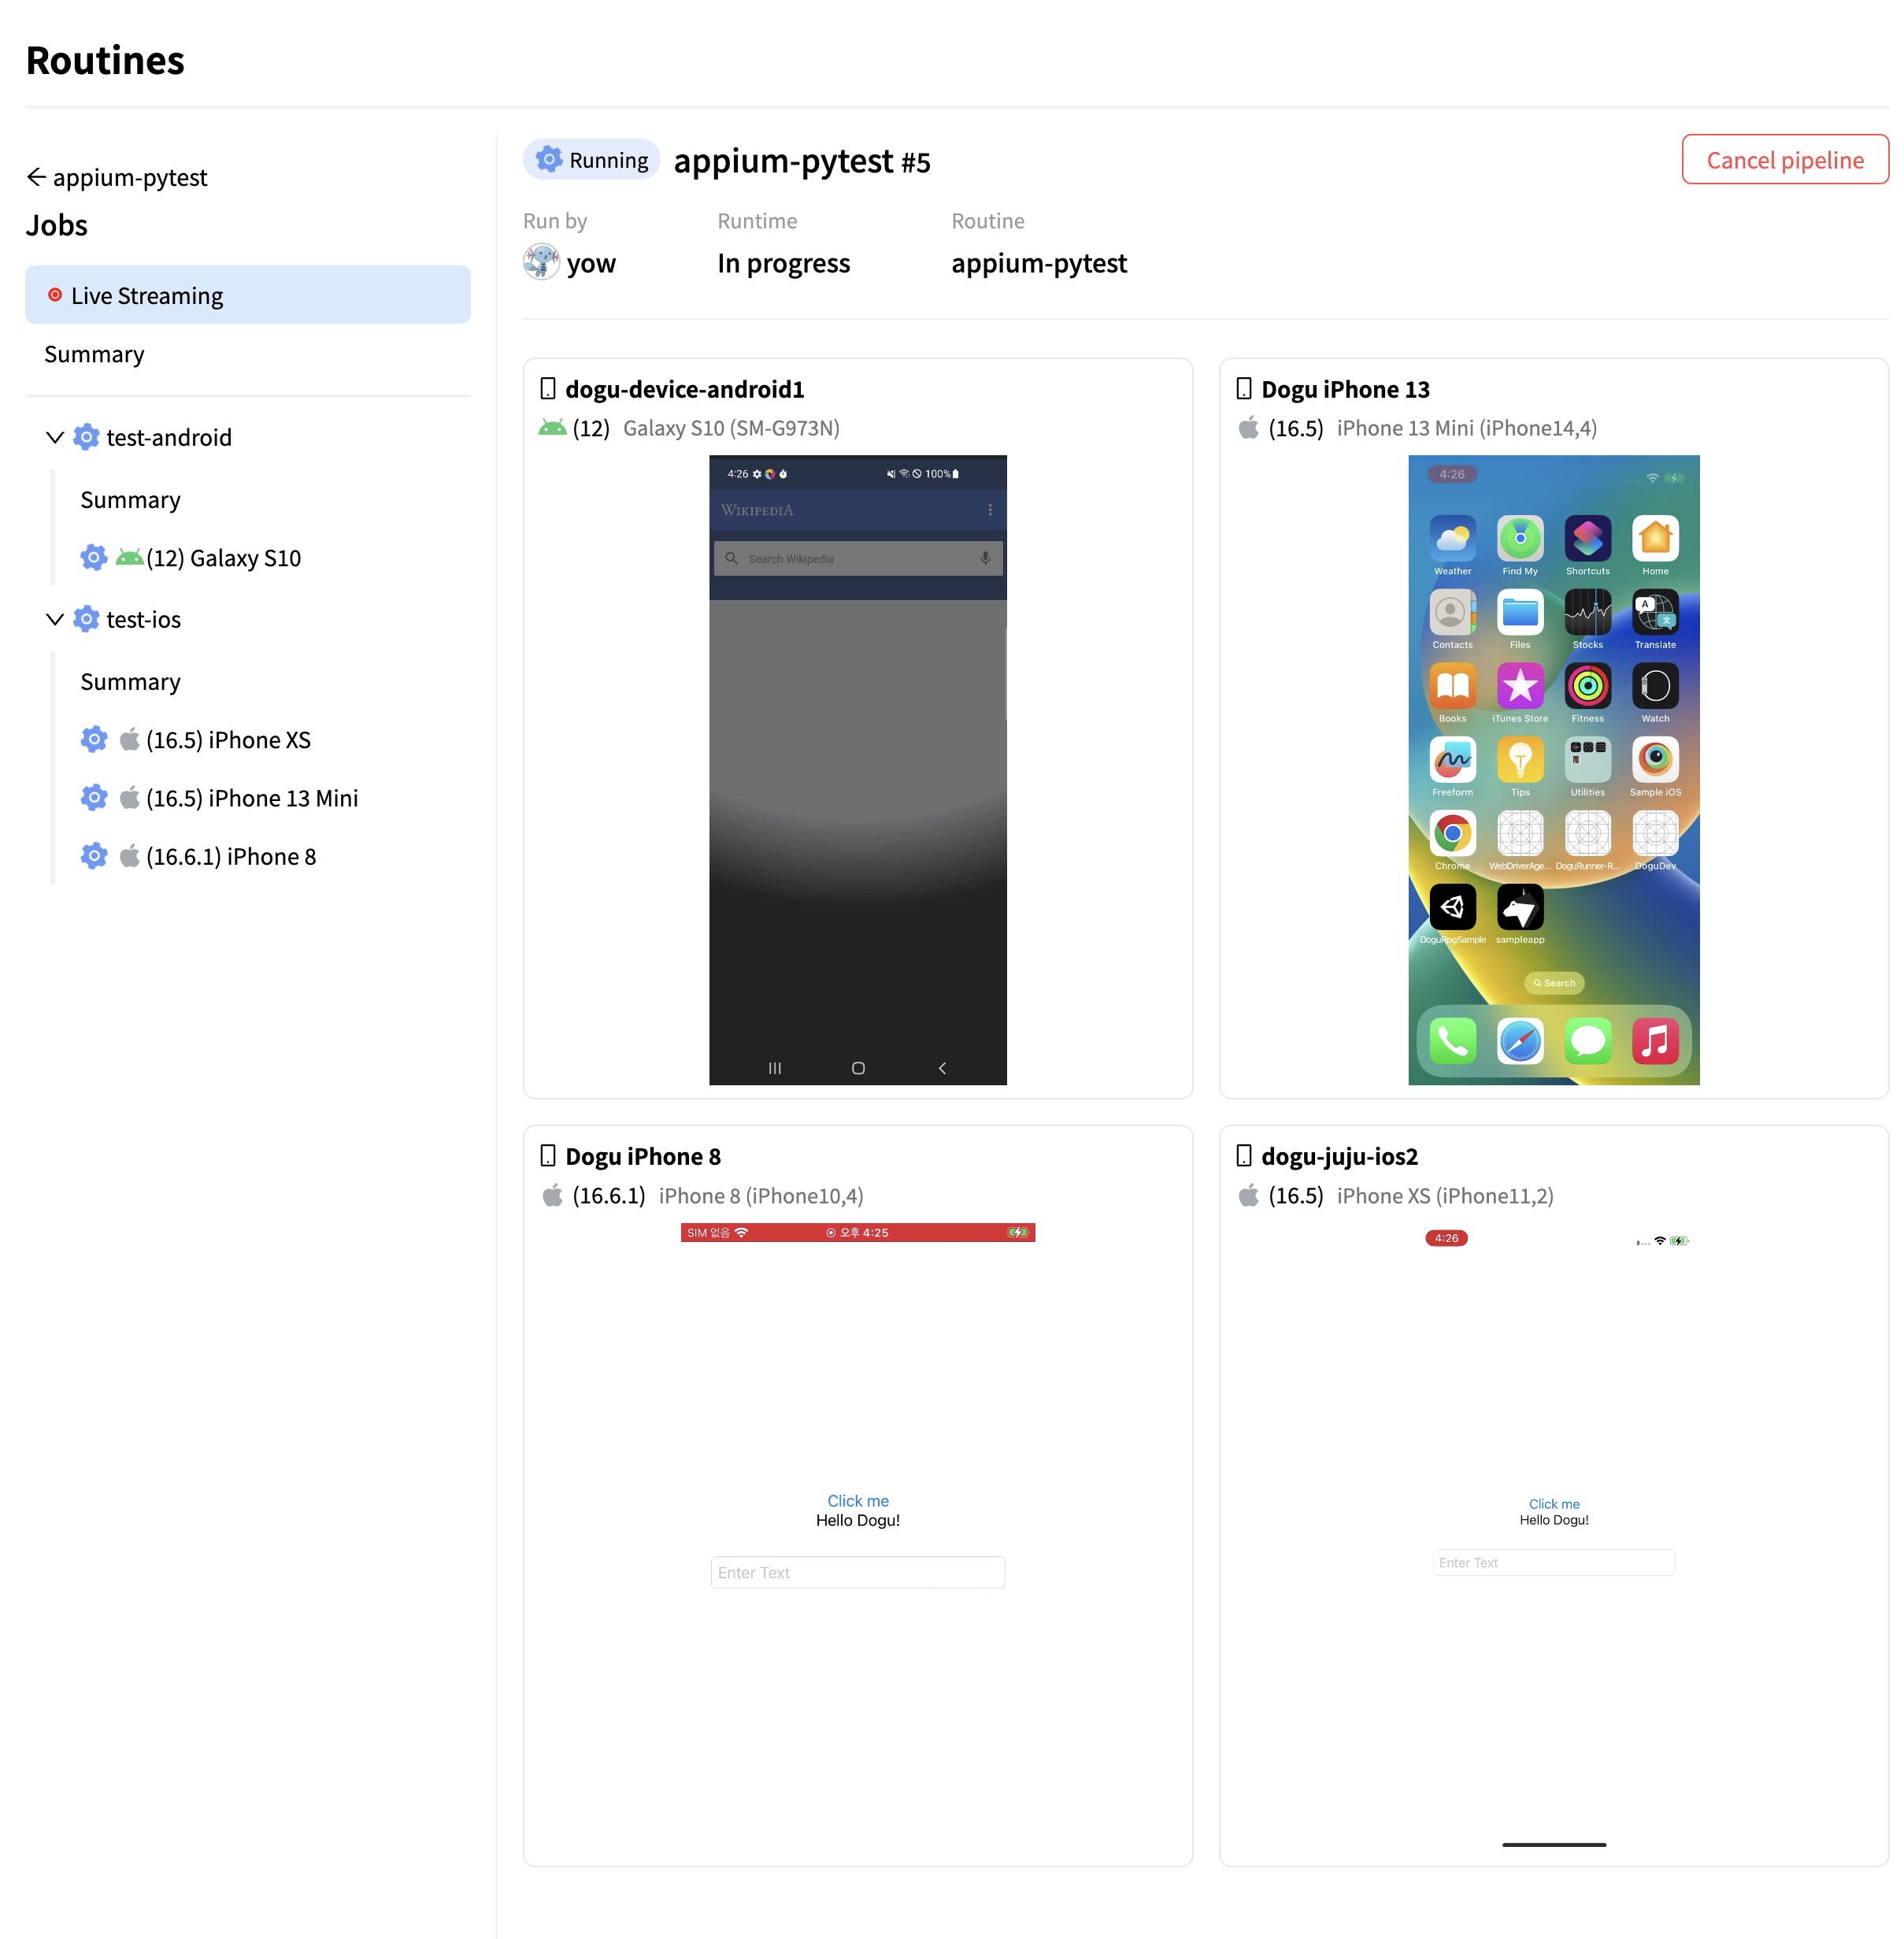 Routines
← appium-pytest
Jobs
Live Streaming
Summary
test-android
Summary
(12) Galaxy S10
test-ios
Summary
(16.5) iPhone XS
(16.5) iPhone 13 Mini
(16.6.1) iPhone 8
Running appium-pytest #5
Cancel pipeline
Run by Runtime Routine
yow In progress appium-pytest
dogu-device-android1
(12) Galaxy S10 (SM-G973N)
4:26 100%
WIKIPEDIA
Search Wikipedia
Dogu iPhone 13
(16.5) iPhone 13 Mini (iPhone14,4)
4:26
Weather Find My Shortcuts Home
Contacts Files Stocks Translate
Books iTunes Store Fitness Watch
Freeform Tips Utilities Sample iOS
Chrome WebDriverAge... DoguRunner-R... DoguDev
DoguRpgSample sampleapp
Search
Dogu iPhone 8
(16.6.1) iPhone 8 (iPhone10,4)
SIM 없음 오후 4:25
Click me
Hello Dogu!
Enter Text
dogu-juju-ios2
(16.5) iPhone XS (iPhone11,2)
4:26
Click me
Hello Dogu!
Enter Text